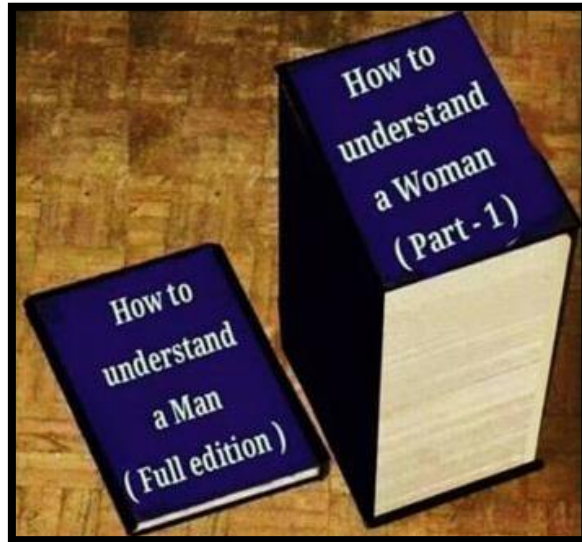 How to
understand
a Man
( Full edition )
How to
understand
a Woman
( Part - 1 )